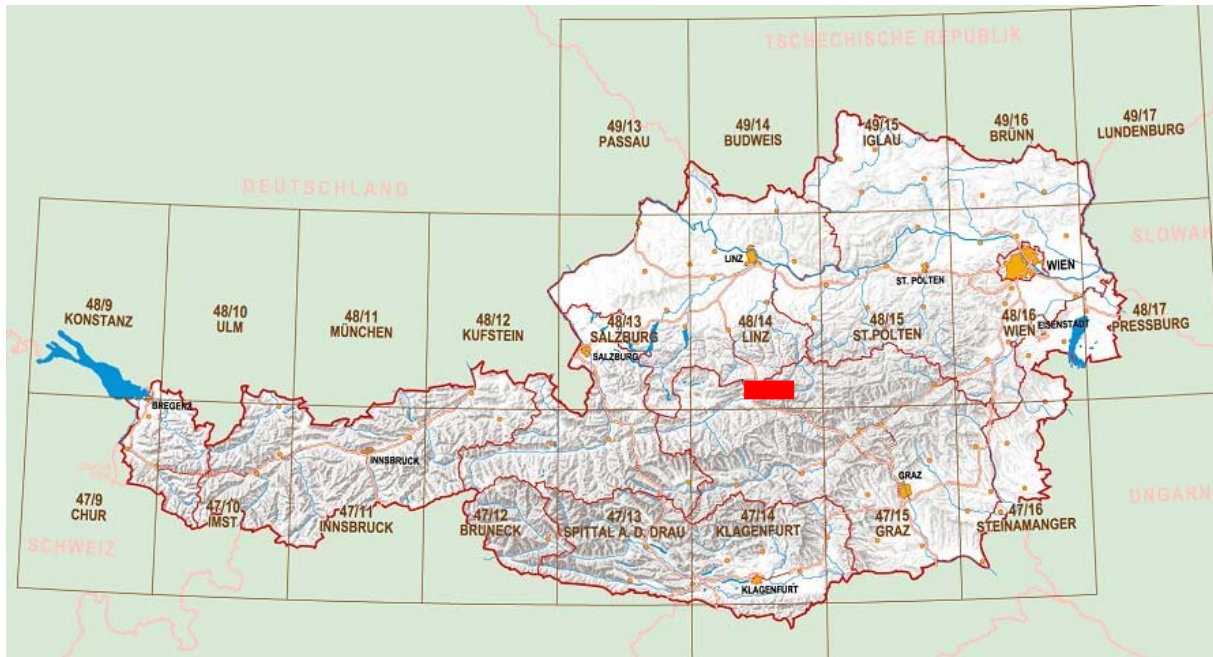 TSCHECHISCHE REPUBLIK
49/13
PASSAU
49/14
BUDWEIS
49/15
IGLAU
49/16
BRÜNN
49/17
LUNDENBURG
DEUTSCHLAND
SLOWAK
LINZ
WIEN
ST. PÖLTEN
48/9
KONSTANZ
48/10
ULM
48/11
MÜNCHEN
48/12
KUFSTEIN
48/13
SALZBURG
SALZBURG
48/14
LINZ
48/15
ST.PÖLTEN
48/16
WIEN
EISENSTADT
48/17
PRESSBURG
BREGENZ
INNSBRUCK
GRAZ
47/9
CHUR
47/10
IMST
47/11
INNSBRUCK
47/12
BRUNECK
47/13
SPITTAL A. D. DRAU
47/14
KLAGENFURT
47/15
GRAZ
47/16
STEINAMANGER
UNGARN
SCHWEIZ
KLAGENFURT